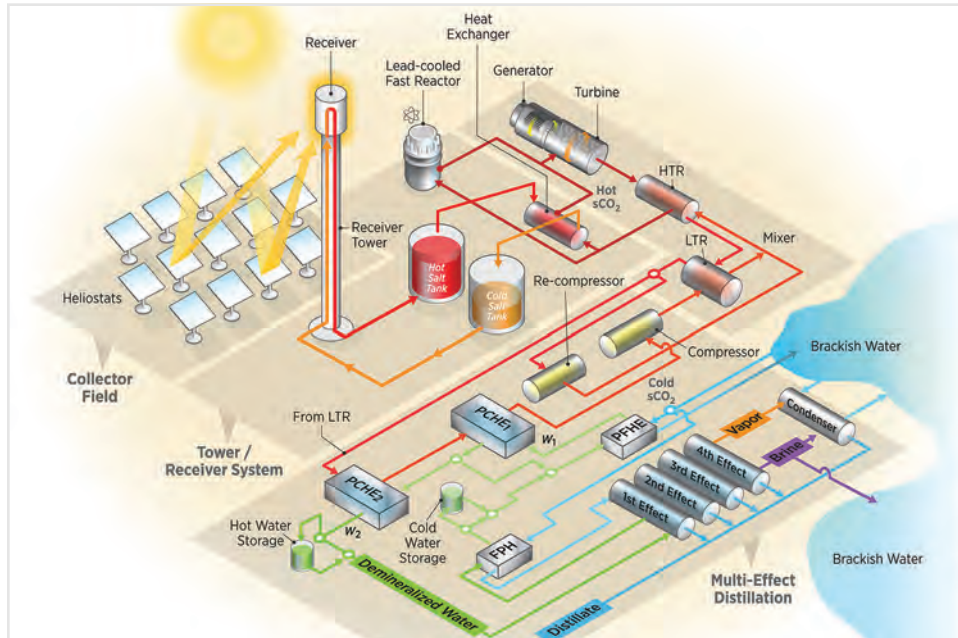 Receiver
Heat
Exchanger
Lead-cooled
Fast Reactor
Generator
Turbine
HTR
Hot
sCO2
LTR
Mixer
Receiver
Tower
Hot
Salt
Tank
Colls
Salt
Tank
Heliostats
Re-compressor
Compressor
Brackish Water
Collector
Field
Cold
sCO2
PCHE1
W1
PFHE
Vapor
Condenser
Brine
From LTR
Tower /
Receiver System
PCHE2
W2
4th Effect
3rd Effect
2nd Effect
1st Effect
Hot Water
Storage
Cold
Water
Storage
FPH
Brackish Water
Multi-Effect
Distillation
Demineralized Water
Distillate